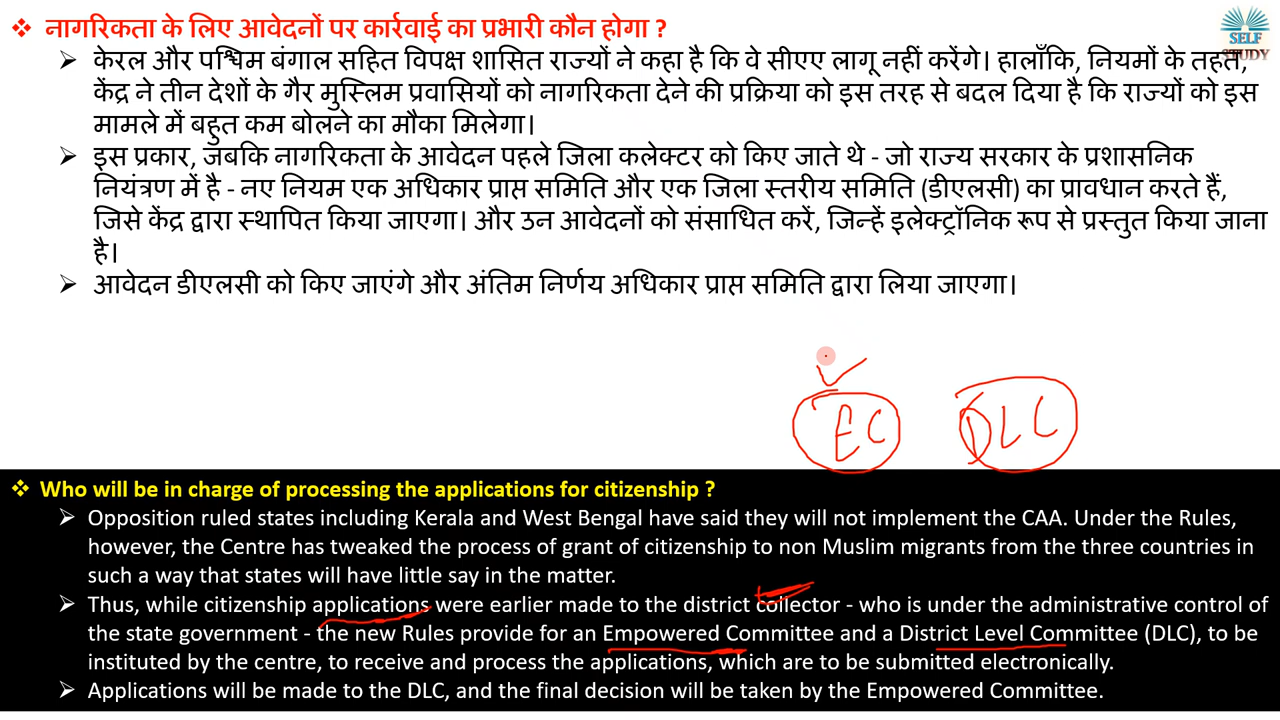 ❖ नागरिकता के लिए आवेदनों पर कार्रवाई का प्रभारी कौन होगा ?
SELF
STUDY
➢ केरल और पश्चिम बंगाल सहित विपक्ष शासित राज्यों ने कहा है कि वे सीएए लागू नहीं करेंगे। हालाँकि, नियमों के तहत,
केंद्र ने तीन देशों के गैर मुस्लिम प्रवासियों को नागरिकता देने की प्रक्रिया को इस तरह से बदल दिया है कि राज्यों को इस
मामले में बहुत कम बोलने का मौका मिलेगा।
➢ इस प्रकार, जबकि नागरिकता के आवेदन पहले जिला कलेक्टर को किए जाते थे - जो राज्य सरकार के प्रशासनिक
नियंत्रण में है - नए नियम एक अधिकार प्राप्त समिति और एक जिला स्तरीय समिति (डीएलसी) का प्रावधान करते हैं,
जिसे केंद्र द्वारा स्थापित किया जाएगा। और उन आवेदनों को संसाधित करें, जिन्हें इलेक्ट्रॉनिक रूप से प्रस्तुत किया जाना
है।
➢ आवेदन डीएलसी को किए जाएंगे और अंतिम निर्णय अधिकार प्राप्त समिति द्वारा लिया जाएगा।
EC DLC
❖ Who will be in charge of processing the applications for citizenship ?
➢ Opposition ruled states including Kerala and West Bengal have said they will not implement the CAA. Under the Rules,
however, the Centre has tweaked the process of grant of citizenship to non Muslim migrants from the three countries in
such a way that states will have little say in the matter.
➢ Thus, while citizenship applications were earlier made to the district collector - who is under the administrative control of
the state government - the new Rules provide for an Empowered Committee and a District Level Committee (DLC), to be
instituted by the centre, to receive and process the applications, which are to be submitted electronically.
➢ Applications will be made to the DLC, and the final decision will be taken by the Empowered Committee.